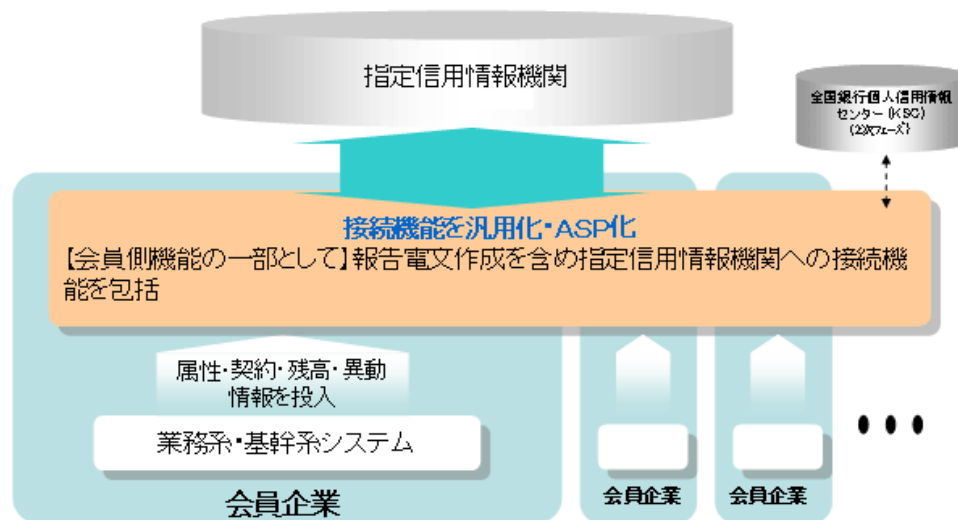 指定信用情報機関
全国銀行個人信用情報
センター(KSC)
(2次フェーズ)
接続機能を汎用化・ASP化
【会員側機能の一部として】報告電文作成を含め指定信用情報機関への接続機
能を包括
属性・契約・残高・異動
情報を投入
業務系・基幹系システム
会員企業
会員企業
会員企業